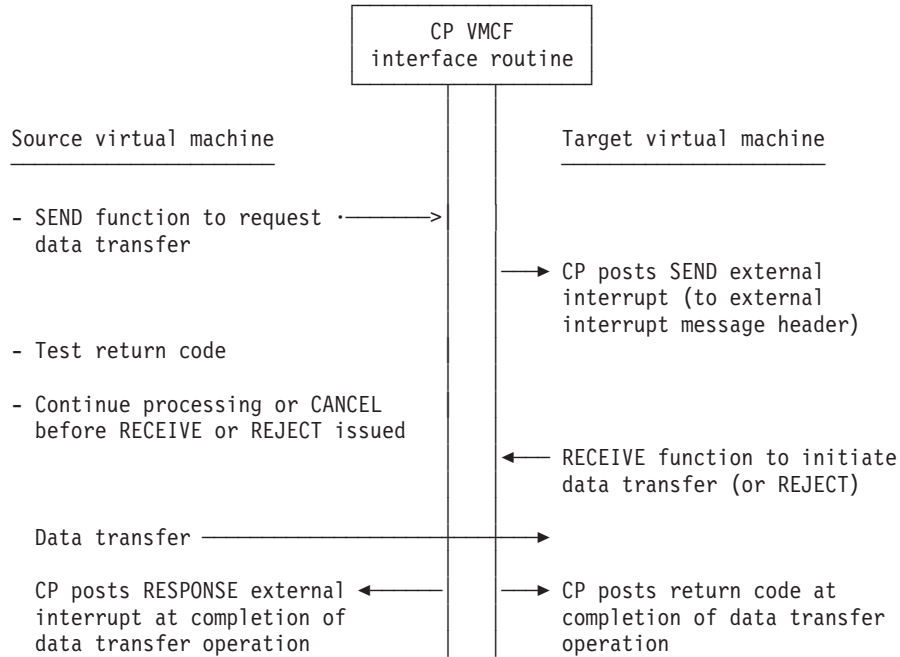 CP VMCF
interface routine
Source virtual machine
Target virtual machine
- SEND function to request
data transfer
CP posts SEND external
interrupt (to external
interrupt message header)
- Test return code
- Continue processing or CANCEL
before RECEIVE or REJECT issued
RECEIVE function to initiate
data transfer (or REJECT)
Data transfer
CP posts RESPONSE external
interrupt at completion of
data transfer operation
CP posts return code at
completion of data transfer
operation